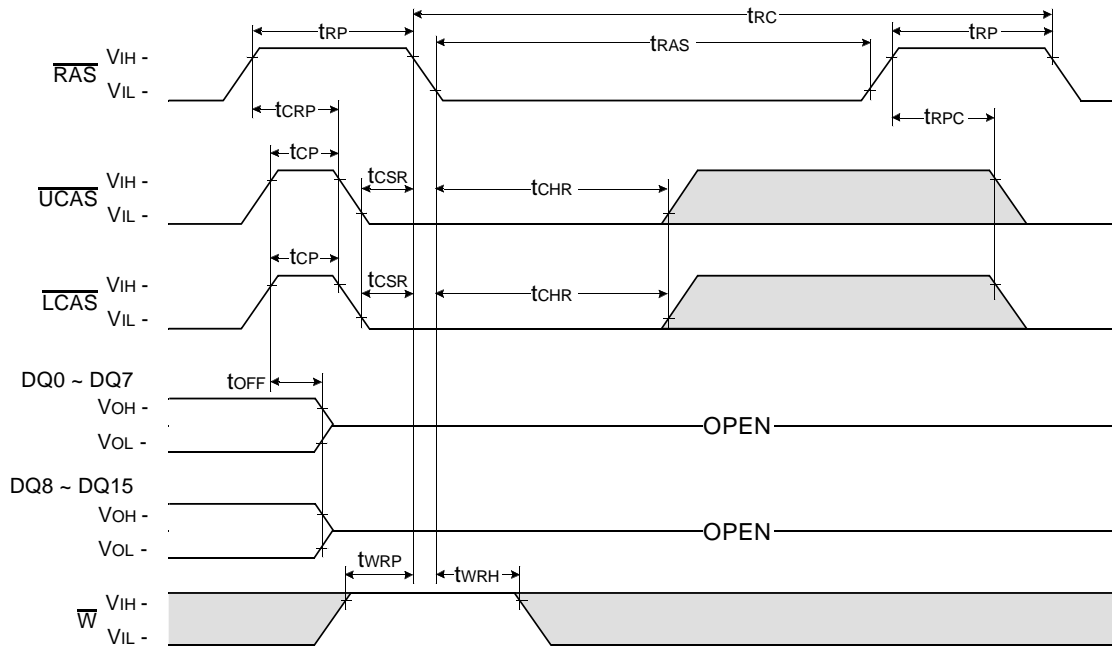 tRC
tRP
tRAS
tRP
RAS
VIH -
VIL -
tCRP
tRPC
tCP
tCSR
tCHR
UCAS
VIH -
VIL -
tCP
tCSR
tCHR
LCAS
VIH -
VIL -
DQ0 ~ DQ7
tOFF
VOH -
VOL -
OPEN
DQ8 ~ DQ15
VOH -
VOL -
OPEN
tWRP
tWRH
W
VIH -
VIL -